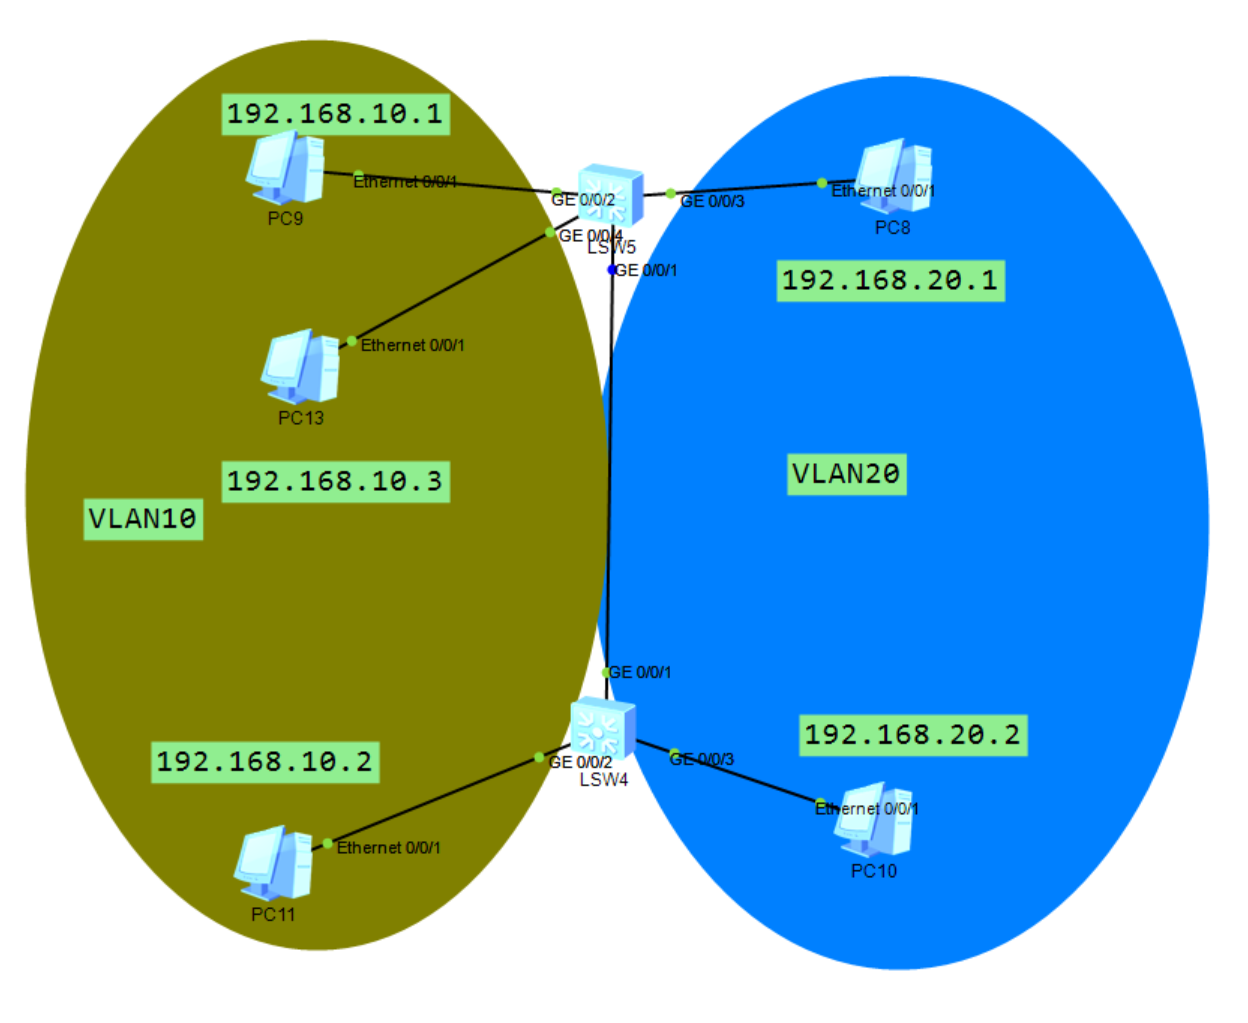 192.168.10.1
Ethernet 0/0/1
PC9
GE 0/0/2
GE 0/0/3
Ethernet 0/0/1
PC8
GE 0/0/4
LSW5
GE 0/0/1
192.168.20.1
Ethernet 0/0/1
PC13
192.168.10.3
VLAN20
VLAN10
GE 0/0/1
192.168.20.2
192.168.10.2
GE 0/0/2
GE 0/0/3
LSW4
Ethernet 0/0/1
Ethernet 0/0/1
PC10
PC11